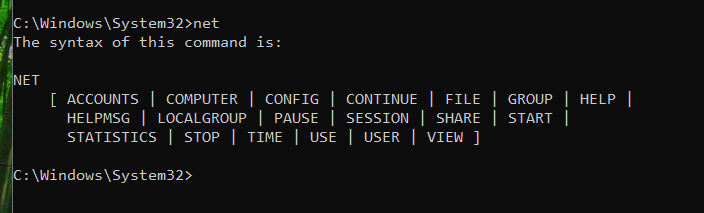 C:\Windows\System32>net
The syntax of this command is:
NET
[ ACCOUNTS | COMPUTER | CONFIG | CONTINUE | FILE | GROUP | HELP |
HELPMSG | LOCALGROUP | PAUSE | SESSION | SHARE | START |
STATISTICS | STOP | TIME | USE | USER | VIEW ]
C:\Windows\System32>